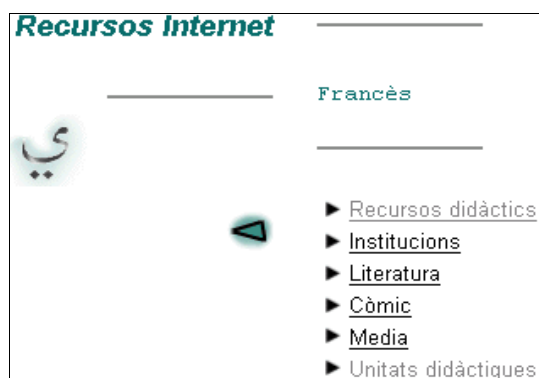 Recursos Internet
Francès
ي
Recursos didàctics
Institucions
Literatura
Còmic
Media
Unitats didàctiques